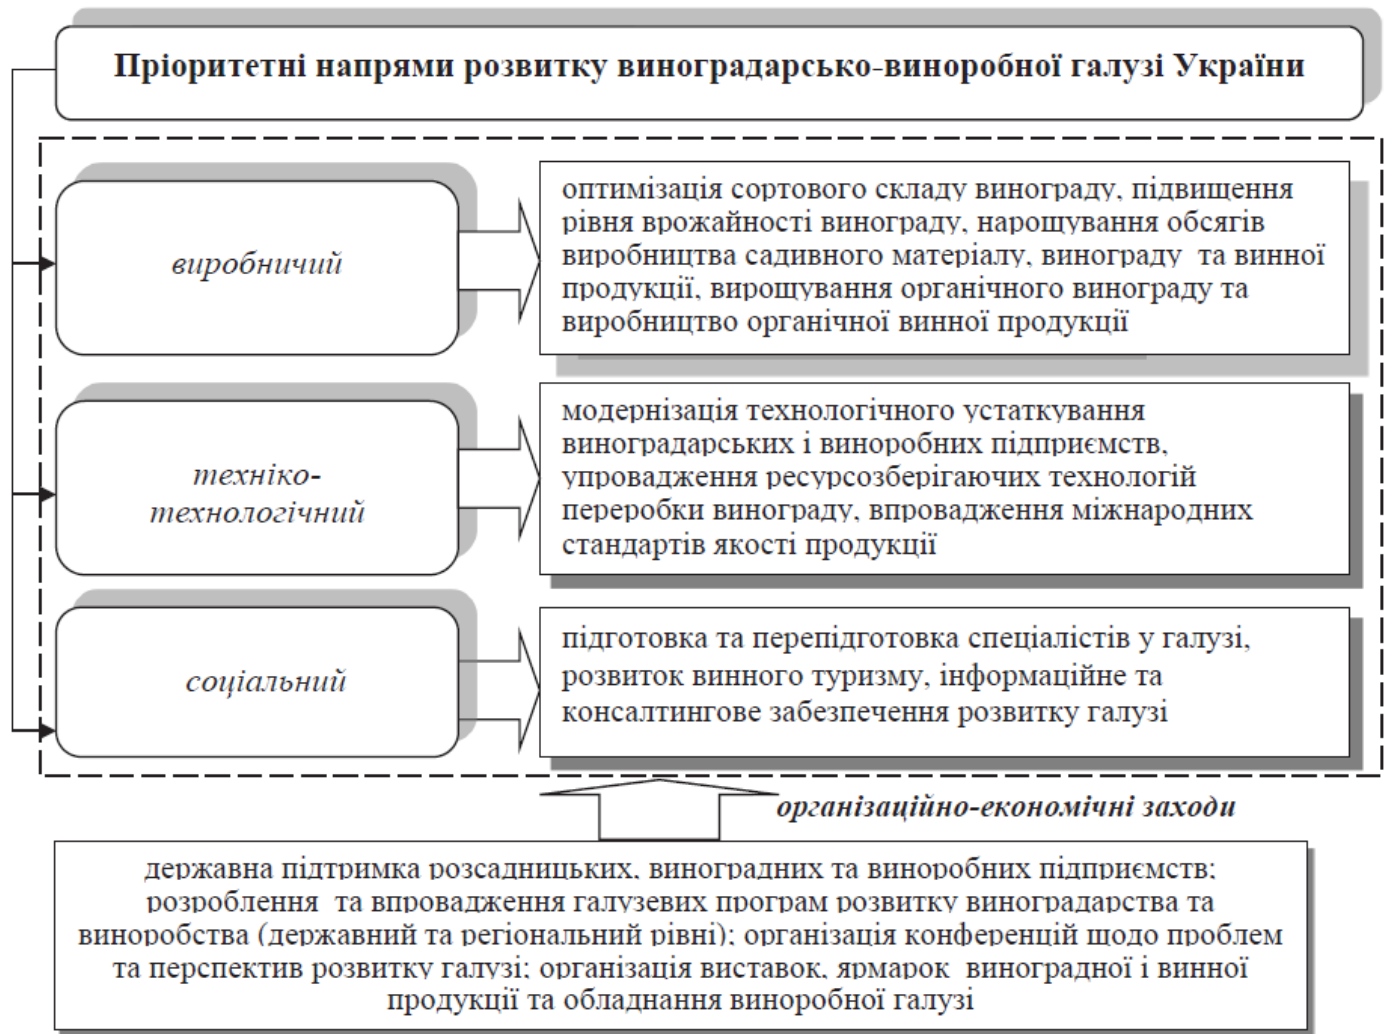 Пріоритетні напрями розвитку виноградарсько-виноробної галузі України
виробничий
оптимізація сортового складу винограду, підвищення
рівня врожайності винограду, нарощування обсягів
виробництва садивного матеріалу, винограду та винної
продукції, вирощування органічного винограду та
виробництво органічної винної продукції
техніко-
технологічний
модернізація технологічного устаткування
виноградарських і виноробних підприємств,
упровадження ресурсозберігаючих технологій
переробки винограду, впровадження міжнародних
стандартів якості продукції
соціальний
підготовка та перепідготовка спеціалістів у галузі,
розвиток винного туризму, інформаційне та
консалтингове забезпечення розвитку галузі
організаційно-економічні заходи
державна підтримка розсадницьких, виноградних та виноробних підприємств;
розроблення та впровадження галузевих програм розвитку виноградарства та
виноробства (державний та регіональний рівні); організація конференцій щодо проблем
та перспектив розвитку галузі; організація виставок, ярмарок виноградної і винної
продукції та обладнання виноробної галузі